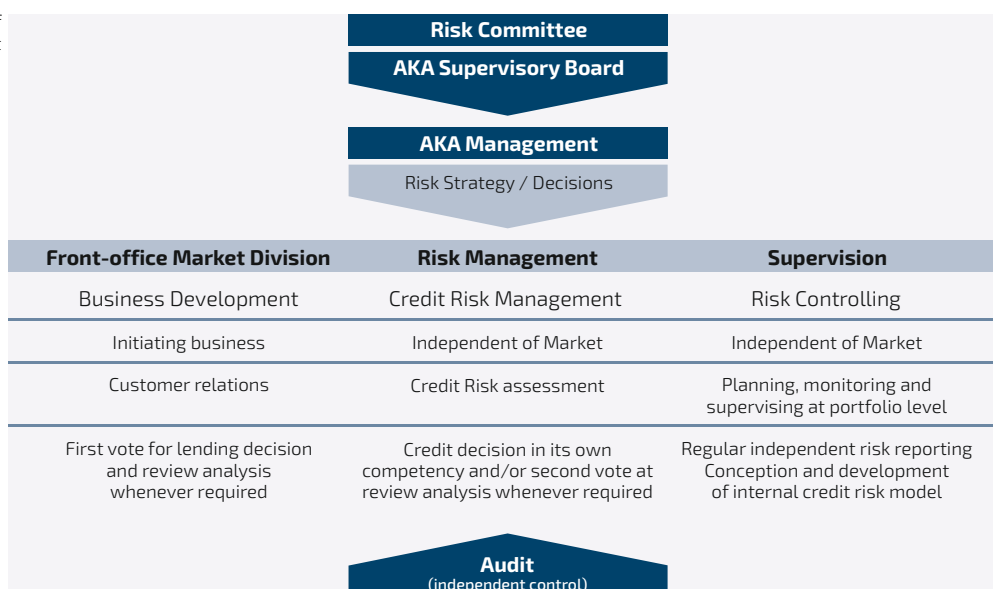 Risk Committee
AKA Supervisory Board
AKA Management
Risk Strategy / Decisions
Front-office Market Division Risk Management Supervision
Business Development Credit Risk Management Risk Controlling
Initiating business Independent of Market Independent of Market
Customer relations Credit Risk assessment Planning, monitoring and
supervising at portfolio level
First vote for lending decision
and review analysis
whenever required
Credit decision in its own
competency and/or second vote at
review analysis whenever required
Regular independent risk reporting
Conception and development
of internal credit risk model
Audit
(independent control)